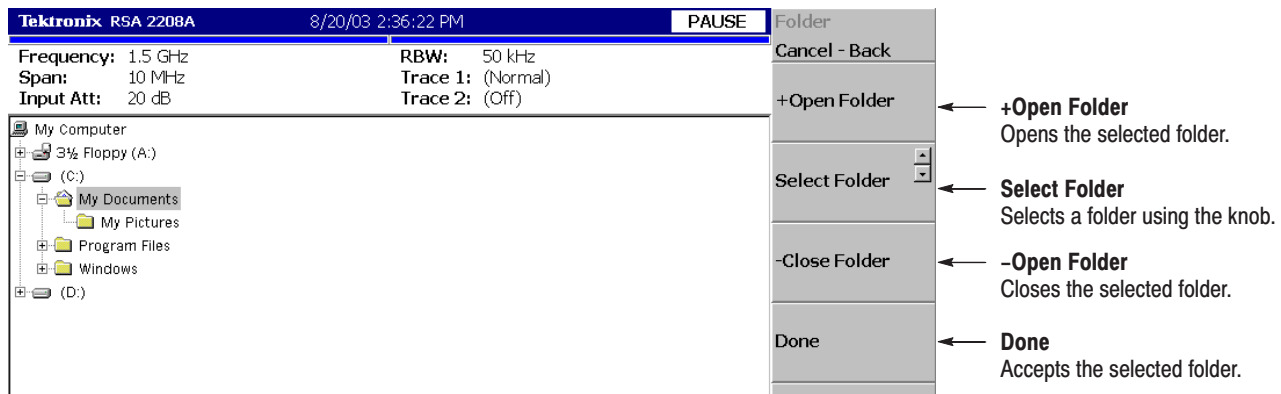 Tektronix RSA 2208A 8/20/03 2:36:22 PM PAUSE
Frequency: 1.5 GHz RBW: 50 kHz
Span: 10 MHz Trace 1: (Normal)
Input Att: 20 dB Trace 2: (Off)
My Computer
3½ Floppy (A:)
(C:)
My Documents
My Pictures
Program Files
Windows
(D:)
Folder
Cancel - Back
+Open Folder
Select Folder
-Close Folder
Done
+Open Folder
Opens the selected folder.
Select Folder
Selects a folder using the knob.
–Open Folder
Closes the selected folder.
Done
Accepts the selected folder.